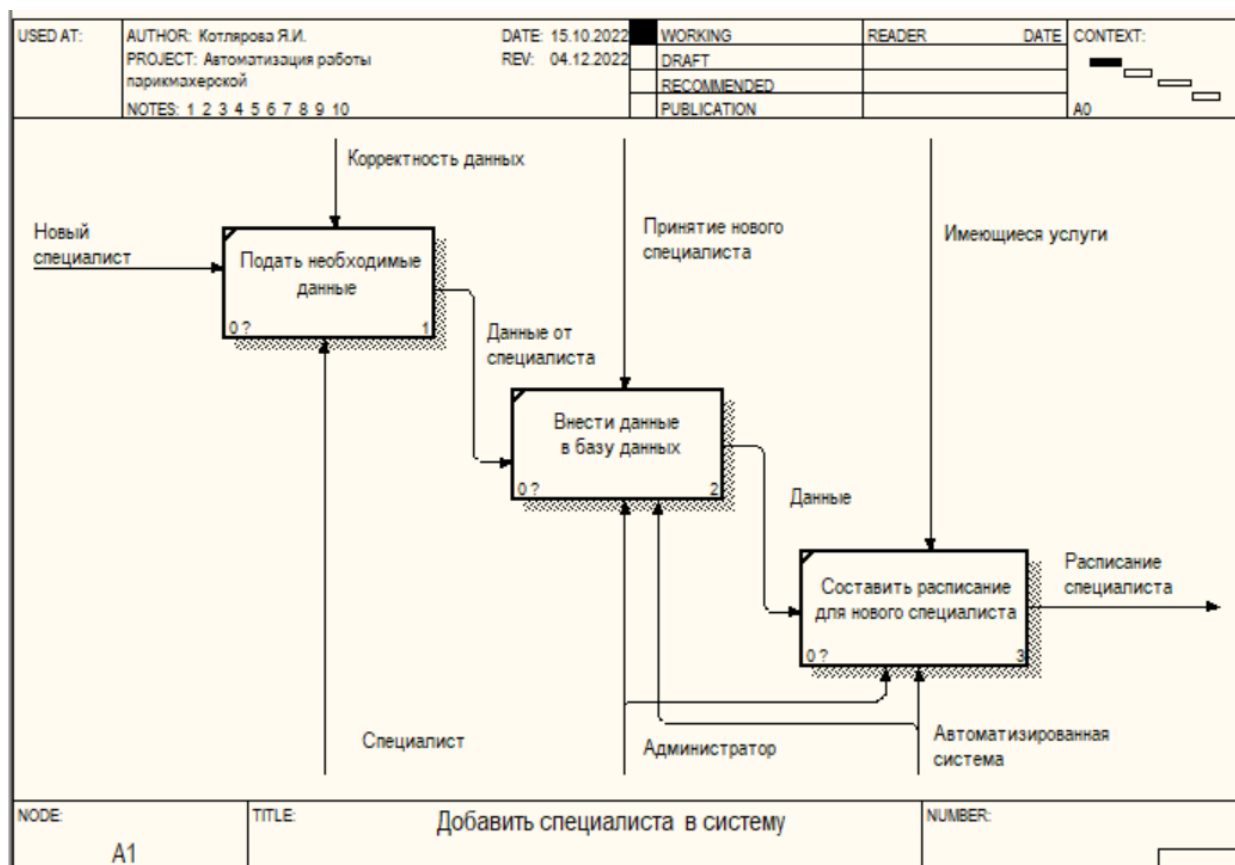 USED AT:
AUTHOR: Котлярова Я.И.
DATE: 15.10.2022
PROJECT: Автоматизация работы
парикмахерской
REV: 04.12.2022
NOTES: 1 2 3 4 5 6 7 8 9 10
WORKING
DRAFT
RECOMMENDED
PUBLICATION
READER
DATE
CONTEXT:
A0
Корректность данных
Новый
специалист
Принятие нового
специалиста
Имеющиеся услуги
Подать необходимые
данные
0 ?
1
Данные от
специалиста
Внести данные
в базу данных
0 ?
2
Данные
Составить расписание
для нового специалиста
0 ?
3
Расписание
специалиста
Специалист
Администратор
Автоматизированная
система
NODE:
A1
TITLE:
Добавить специалиста в систему
NUMBER: